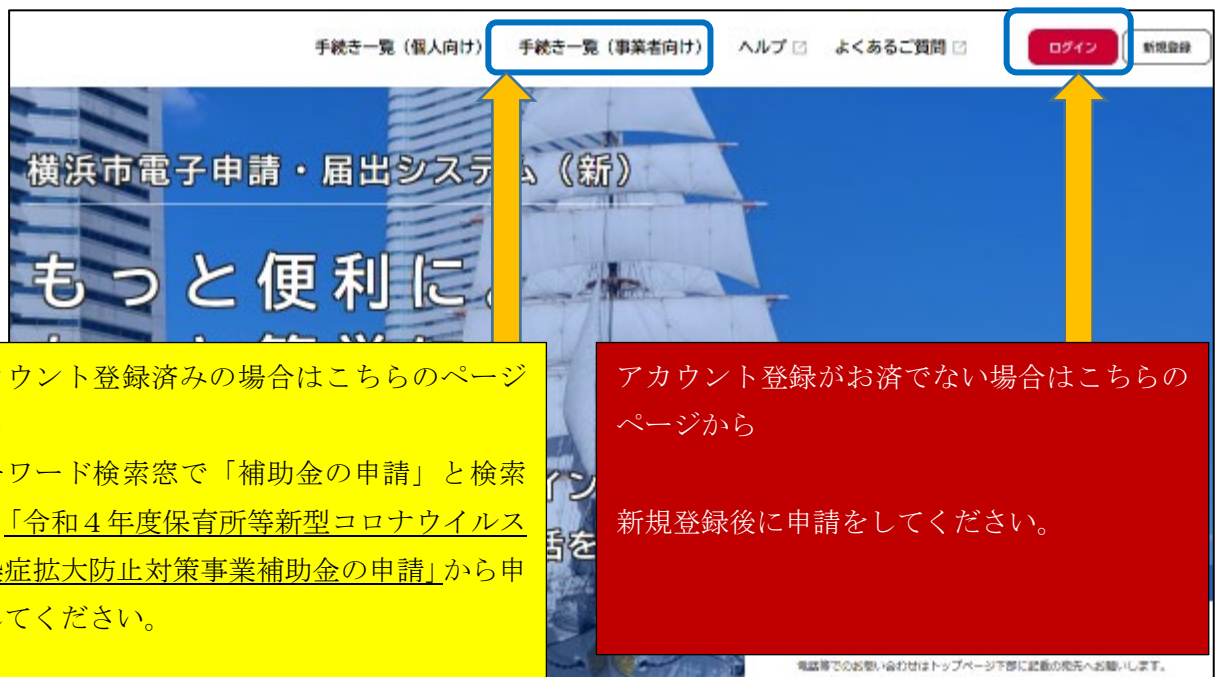 手続き一覧（個人向け） 手続き一覧（事業者向け） ヘルプ よくあるご質問 ログイン 新規登録
横浜市電子申請・届出システム（新）
もっと便利に
ウント登録済みの場合はこちらのページ
ワード検索窓で「補助金の申請」と検索
「令和４年度保育所等新型コロナウイルス
症拡大防止対策事業補助金の申請」から申
てください。
アカウント登録がお済でない場合はこちらの
ページから
新規登録後に申請をしてください。
イン
活を
電話等でのお問い合わせはトップページ下部に記載の宛先へお願いします。